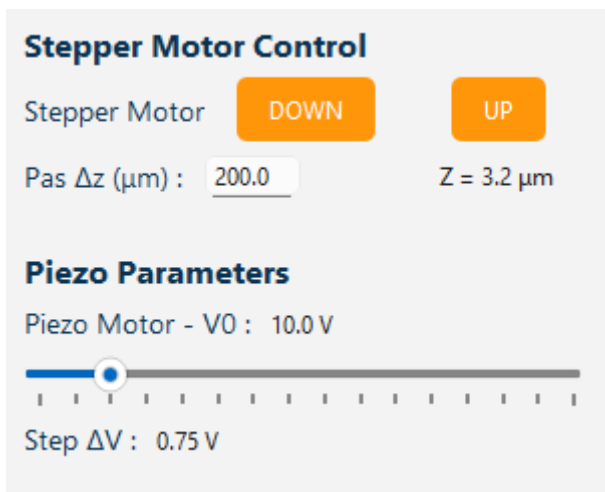 Stepper Motor Control
Stepper Motor DOWN UP
Pas Δz (µm) : 200.0 Z = 3.2 µm
Piezo Parameters
Piezo Motor - V0 : 10.0 V
Step ΔV : 0.75 V